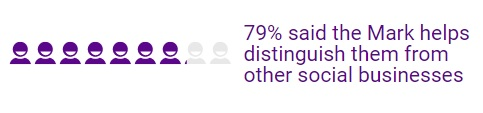 79% said the Mark helps
distinguish them from
other social businesses